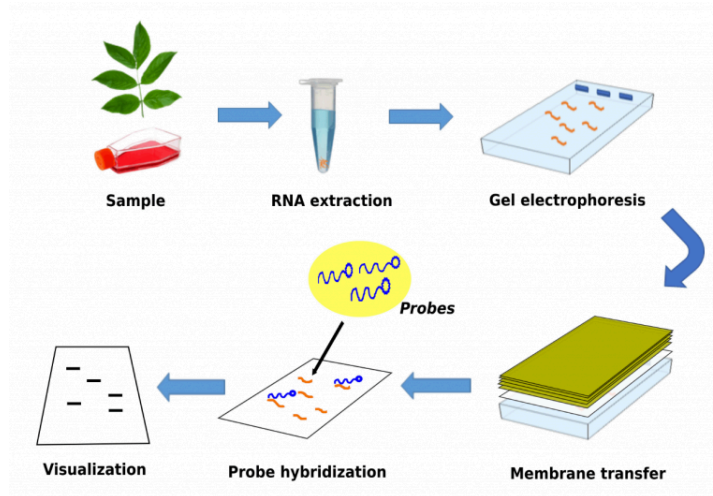 Sample
RNA extraction
Gel electrophoresis
Probes
Visualization
Probe hybridization
Membrane transfer